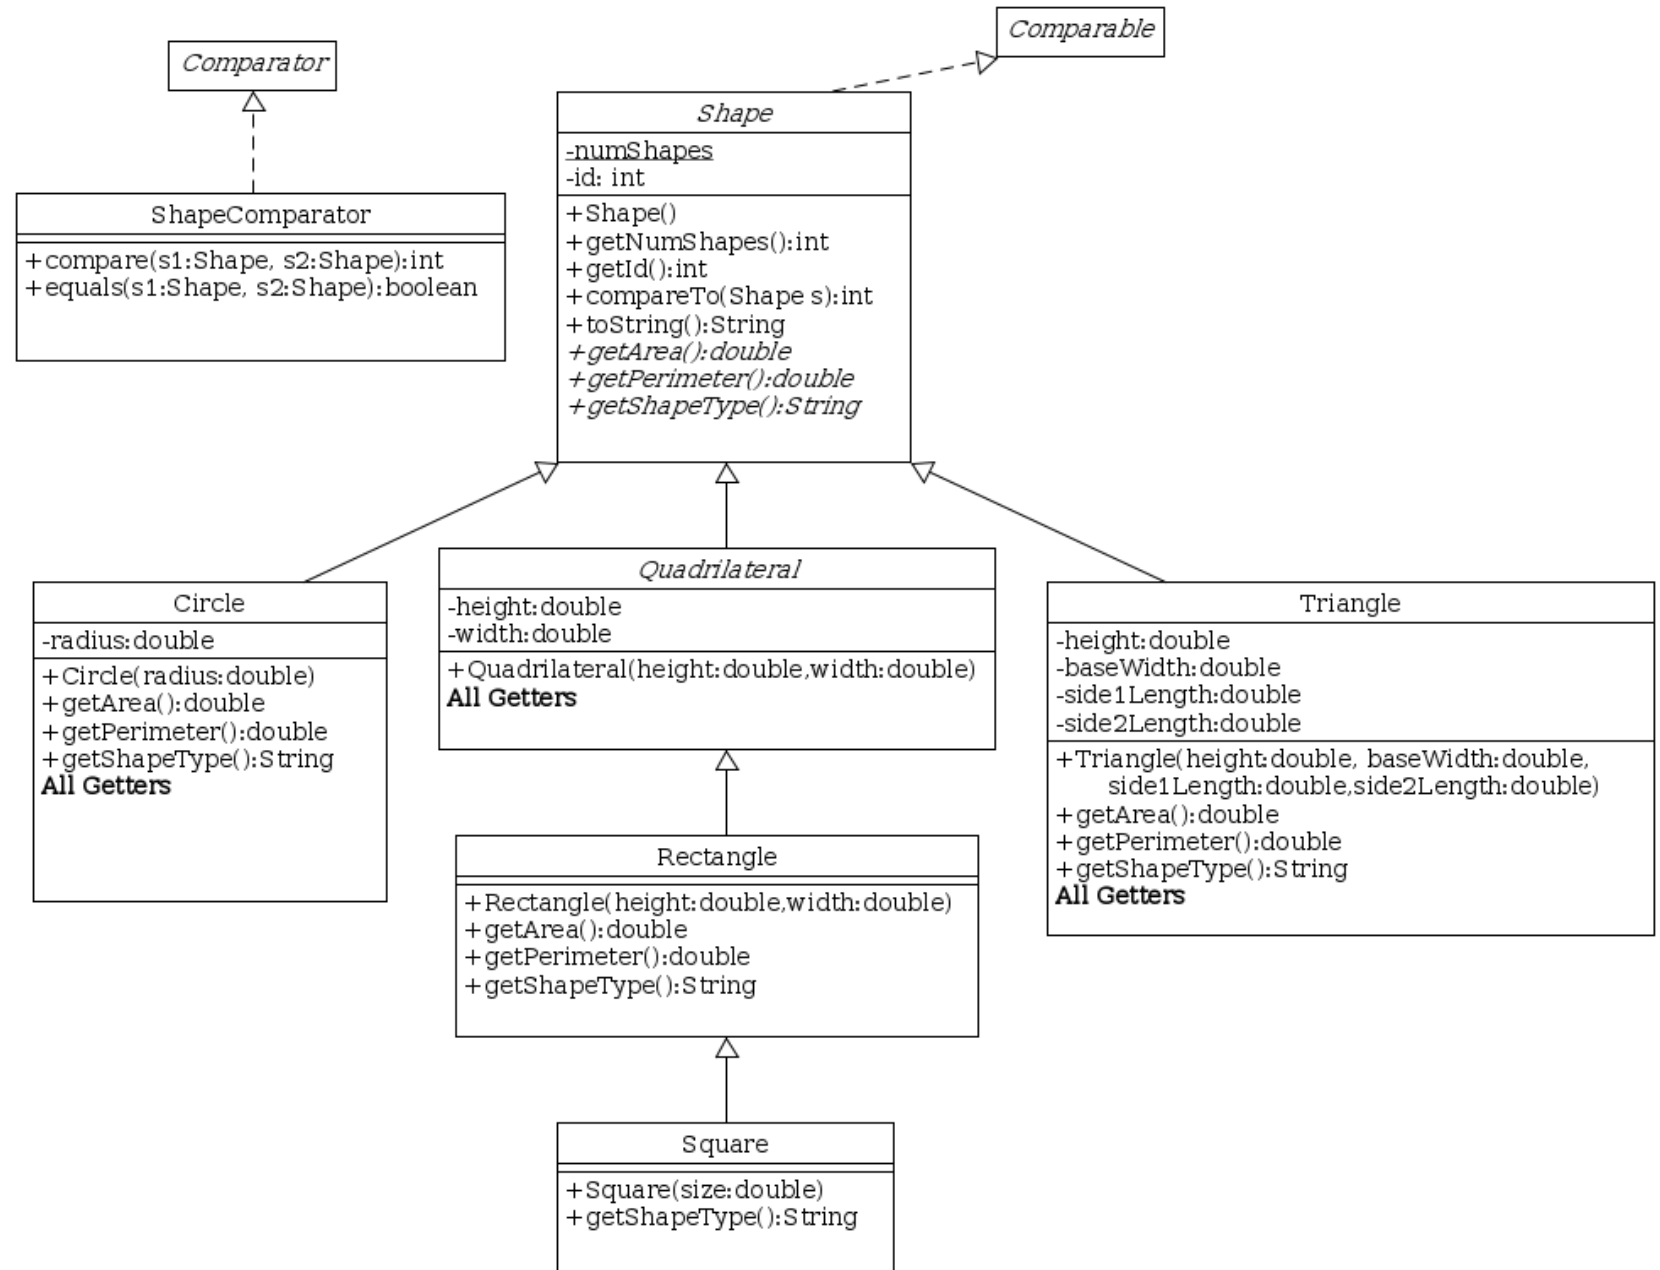 Comparable
Comparator
Shape
-numShapes
-id: int
+Shape()
+getNumShapes():int
+getId():int
+compareTo(Shape s):int
+toString():String
+getArea():double
+getPerimeter():double
+getShapeType():String
ShapeComparator
+compare(s1:Shape, s2:Shape):int
+equals(s1:Shape, s2:Shape):boolean
Circle
-radius:double
+Circle(radius:double)
+getArea():double
+getPerimeter():double
+getShapeType():String
All Getters
Quadrilateral
-height:double
-width:double
+Quadrilateral(height:double,width:double)
All Getters
Triangle
-height:double
-baseWidth:double
-side1Length:double
-side2Length:double
+Triangle(height:double, baseWidth:double,
side1Length:double,side2Length:double)
+getArea():double
+getPerimeter():double
+getShapeType():String
All Getters
Rectangle
+Rectangle(height:double,width:double)
+getArea():double
+getPerimeter():double
+getShapeType():String
Square
+Square(size:double)
+getShapeType():String